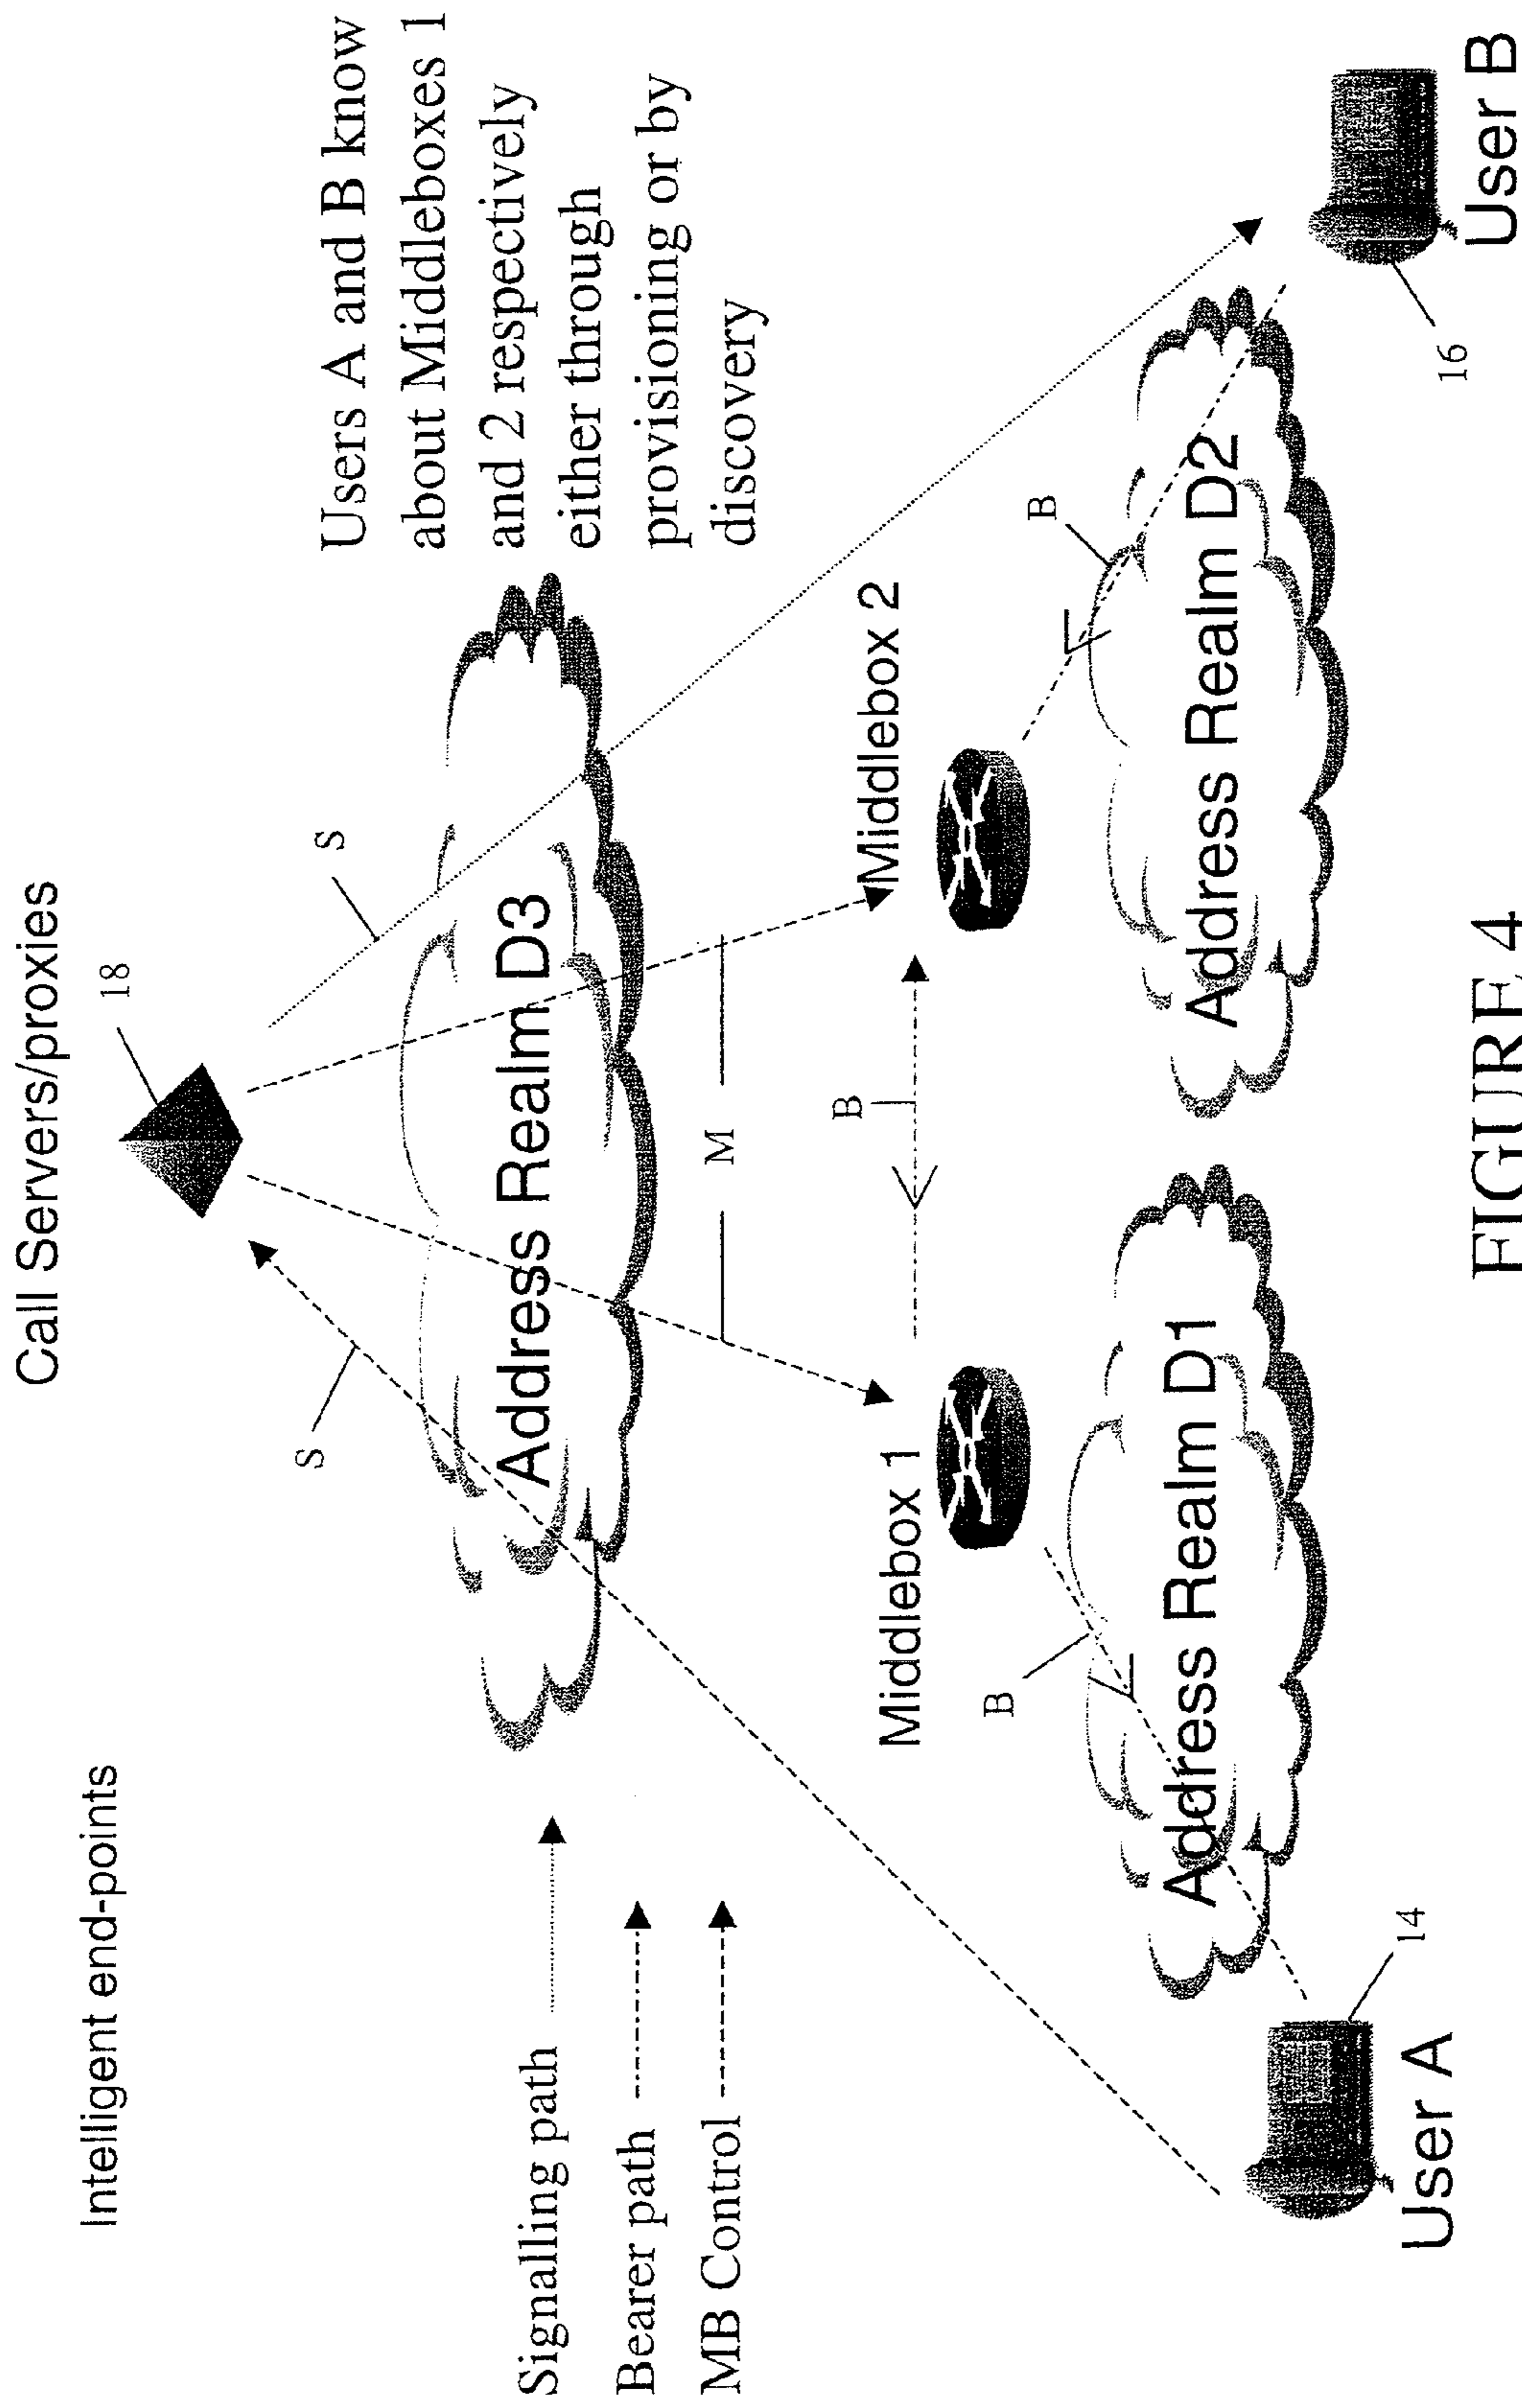 Intelligent end-points
Call Servers/proxies
18
S
S
Users A and B know
about Middleboxes 1
and 2 respectively
either through
provisioning or by
discovery
Signalling path
Bearer path
MB Control
Address Realm D3
M
Middlebox 1
Middlebox 2
B
B
B
Address Realm D1
Address Realm D2
14
16
User A
User B
FIGURE 4